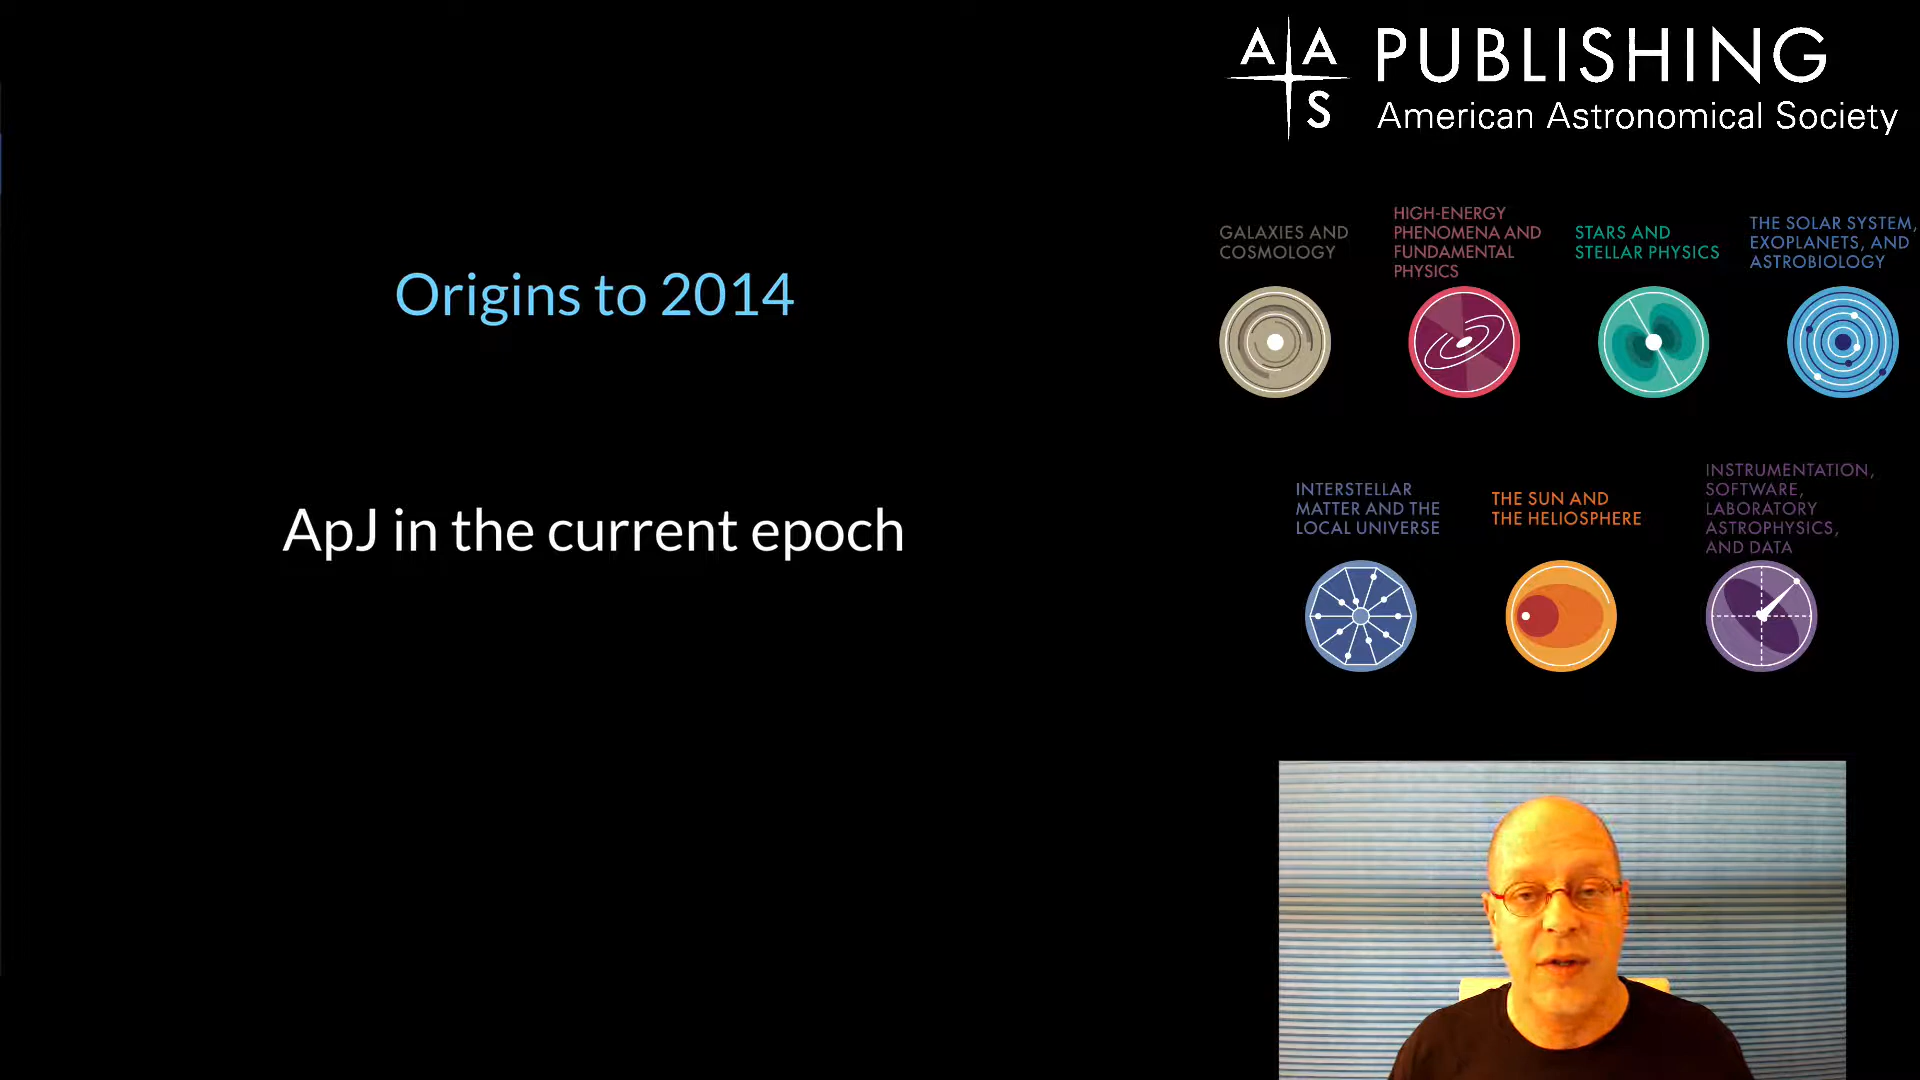 A A
S
PUBLISHING
American Astronomical Society
Origins to 2014
ApJ in the current epoch
GALAXIES AND
COSMOLOGY
HIGH-ENERGY
PHENOMENA AND
FUNDAMENTAL
PHYSICS
STARS AND
STELLAR PHYSICS
THE SOLAR SYSTEM,
EXOPLANETS, AND
ASTROBIOLOGY
INTERSTELLAR
MATTER AND THE
LOCAL UNIVERSE
THE SUN AND
THE HELIOSPHERE
INSTRUMENTATION,
SOFTWARE,
LABORATORY
ASTROPHYSICS,
AND DATA